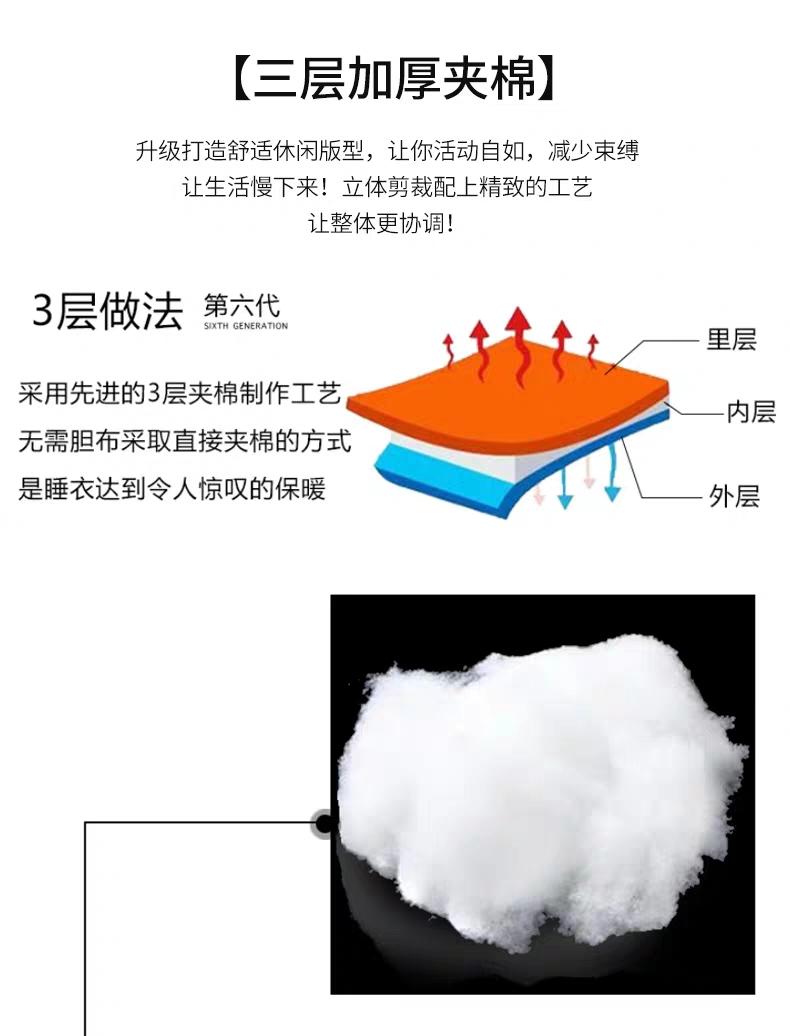 【三层加厚夹棉】
升级打造舒适休闲版型，让你活动自如，减少束缚
让生活慢下来！立体剪裁配上精致的工艺
让整体更协调！
3层做法 第六代
SIXTH GENERATION
采用先进的3层夹棉制作工艺
无需胆布采取直接夹棉的方式
是睡衣达到令人惊叹的保暖
里层
内层
外层